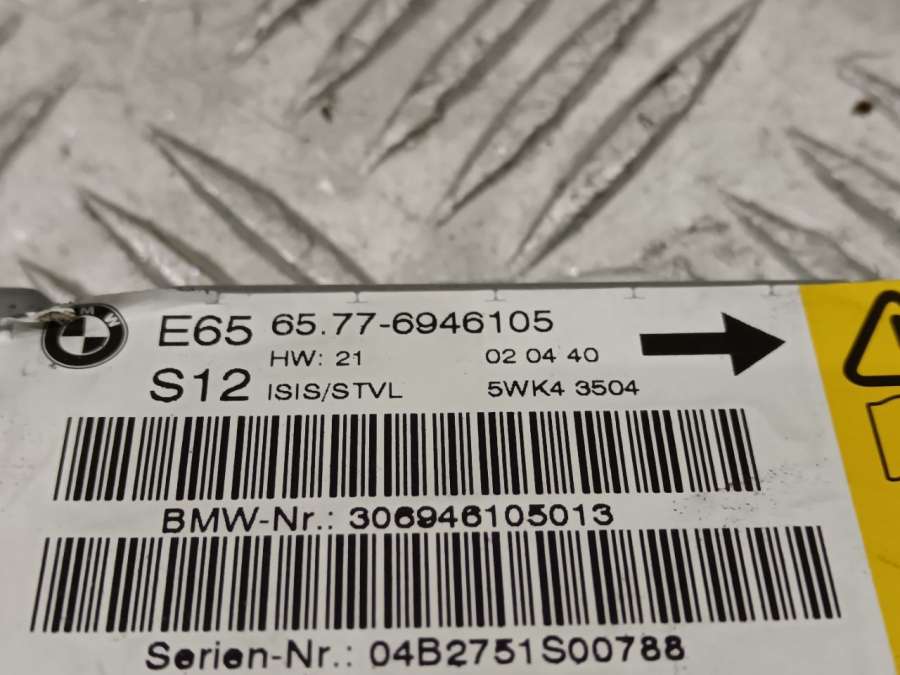 BMW
E65 65.77-6946105
HW: 21 02 04 40
S12 ISIS/STVL 5WK4 3504
BMW-Nr.: 306946105013
Serien-Nr.: 04B2751S00788